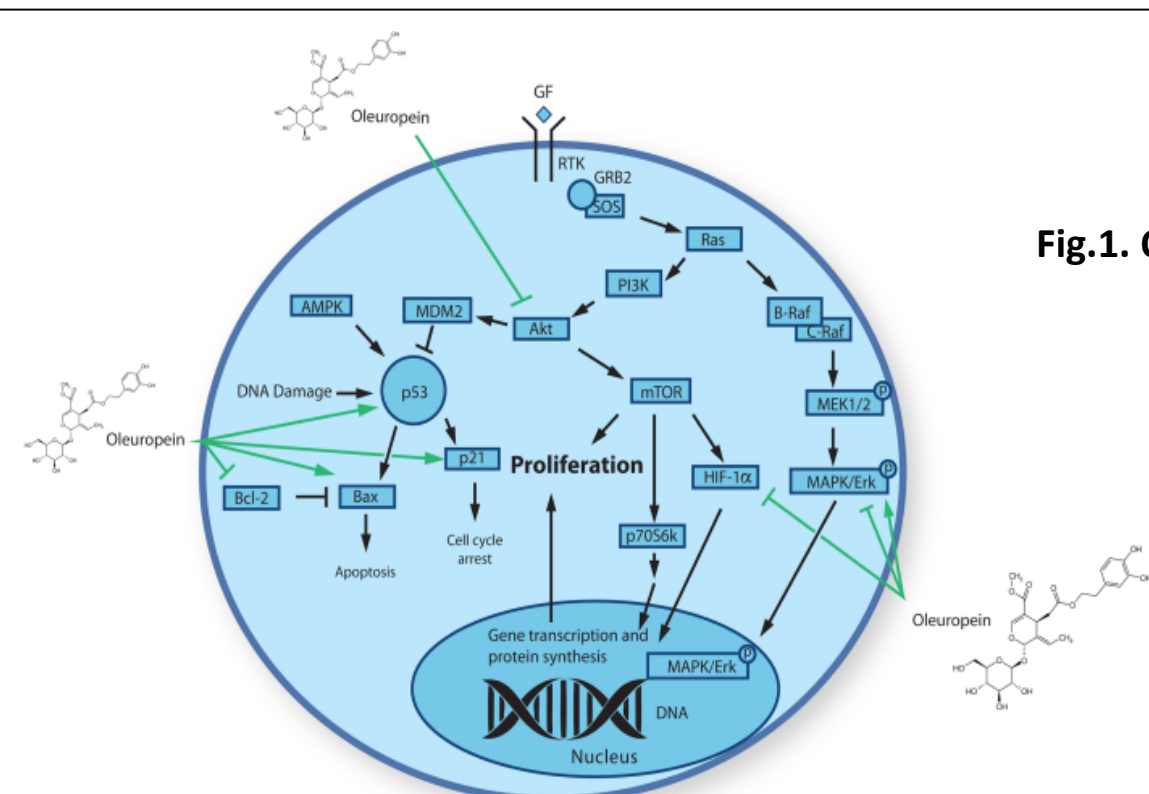 Oleuropein
GF
RTK
GRB2
SOS
Ras
Fig.1.
PI3K
AMPK
MDM2
Akt
B-Raf
C-Raf
DNA Damage
p53
mTOR
MEK1/2
P
Oleuropein
p21
Proliferation
HIF-1α
MAPK/Erk
P
Bcl-2
Bax
Cell cycle
arrest
p70S6k
Apoptosis
Oleuropein
Gene transcription and
protein synthesis
MAPK/Erk
P
DNA
Nucleus